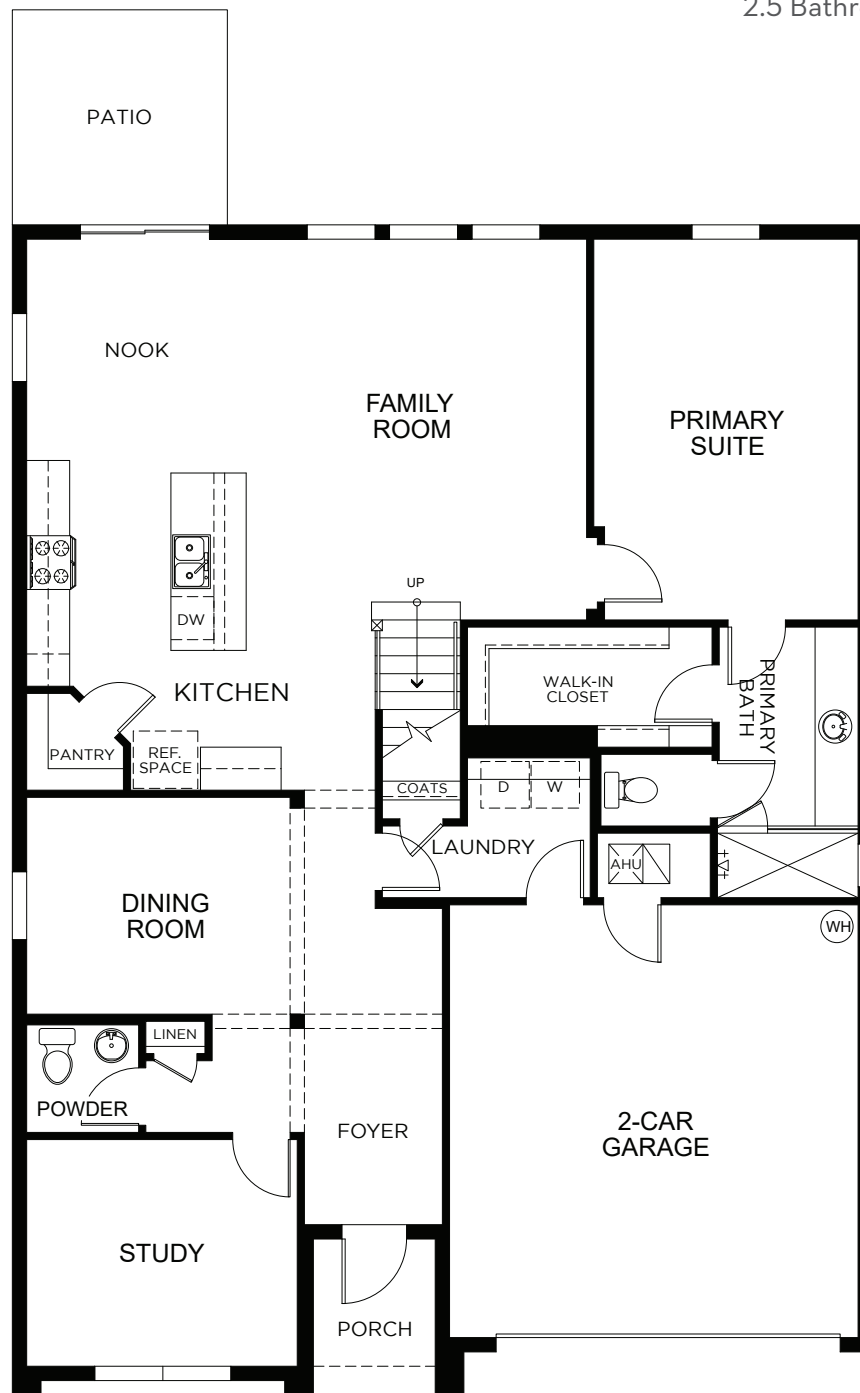 2.5 Bathr
PATIO
NOOK
FAMILY
ROOM
PRIMARY
SUITE
UP
DW
KITCHEN
WALK-IN
CLOSET
PRIMARY
BATH
PANTRY
REF.
SPACE
COATS
D
W
LAUNDRY
AHU
DINING
ROOM
WH
LINEN
POWDER
FOYER
2-CAR
GARAGE
STUDY
PORCH